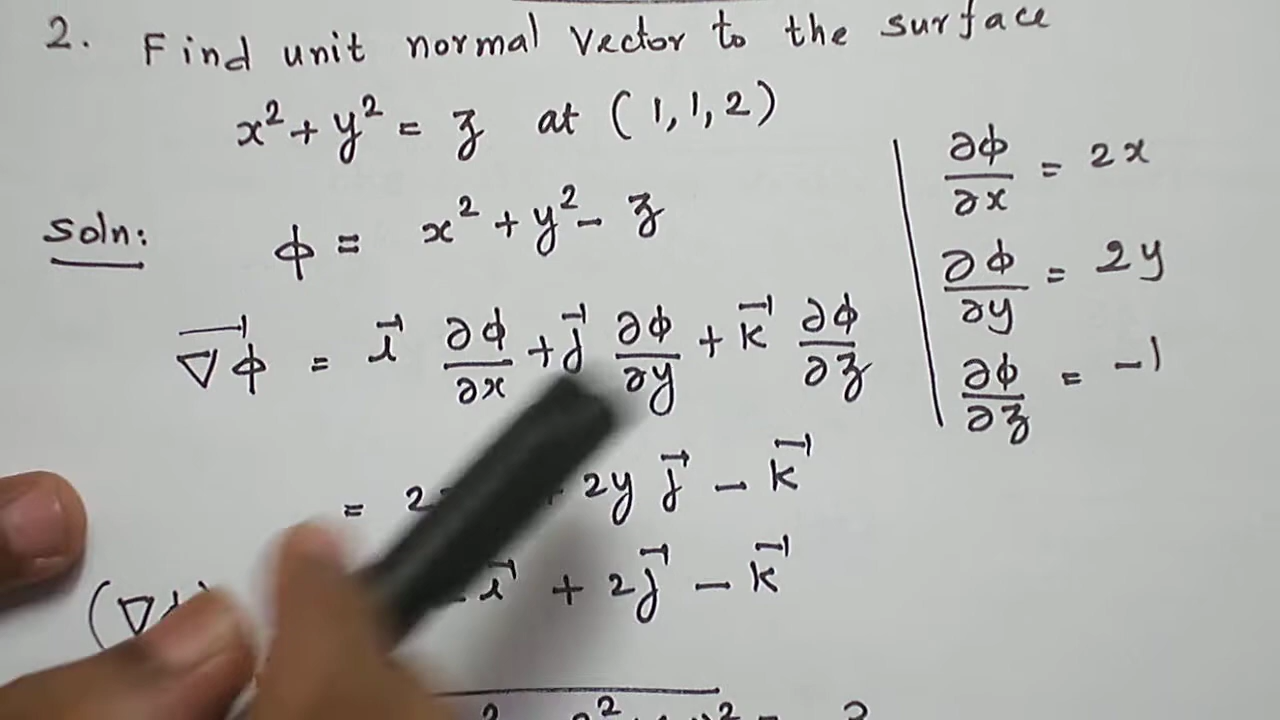 2. Find unit normal vector to the surface
x² + y² = z at (1,1,2)
Soln: ϕ = x² + y² - z
∇ϕ = i⃗ ∂ϕ/∂x + j⃗ ∂ϕ/∂y + k⃗ ∂ϕ/∂z
= 2 + 2y j⃗ - k⃗
(∇ i⃗ + 2j⃗ - k⃗
∂ϕ/∂x = 2x
∂ϕ/∂y = 2y
∂ϕ/∂z = -1